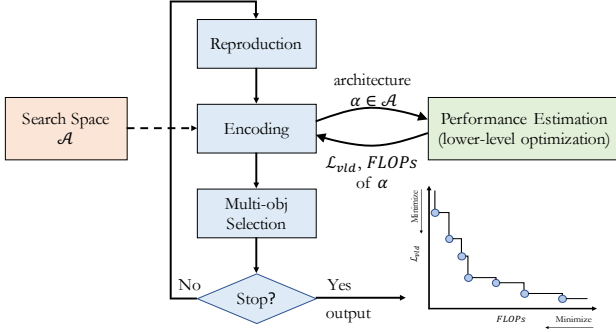 Reproduction
architecture
α ∈ 𝒜
Search Space
𝒜
Encoding
Performance Estimation
(lower-level optimization)
ℒ_vld, FLOPs
of α
Multi-obj
Selection
Minimize
ℒ_vld
No
Stop?
Yes
output
FLOPs
Minimize